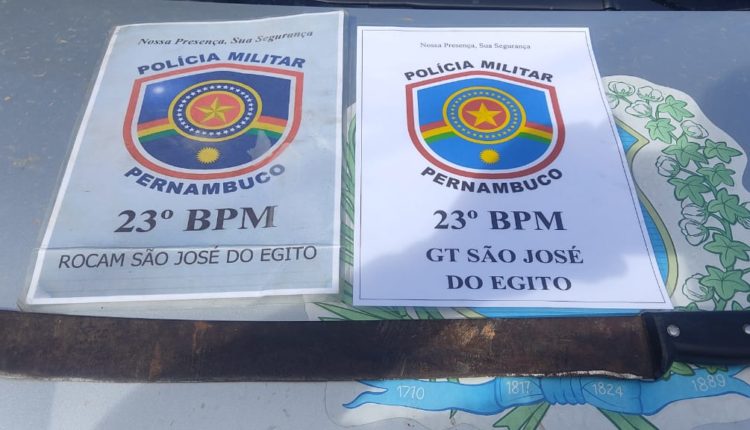 Nossa Presença, Sua Segurança
POLÍCIA MILITAR
PERNAMBUCO
23º BPM
ROCAM SÃO JOSÉ DO EGITO
Nossa Presença, Sua Segurança
POLÍCIA MILITAR
PERNAMBUCO
23º BPM
GT SÃO JOSÉ
DO EGITO
1710 1817 1824 1889